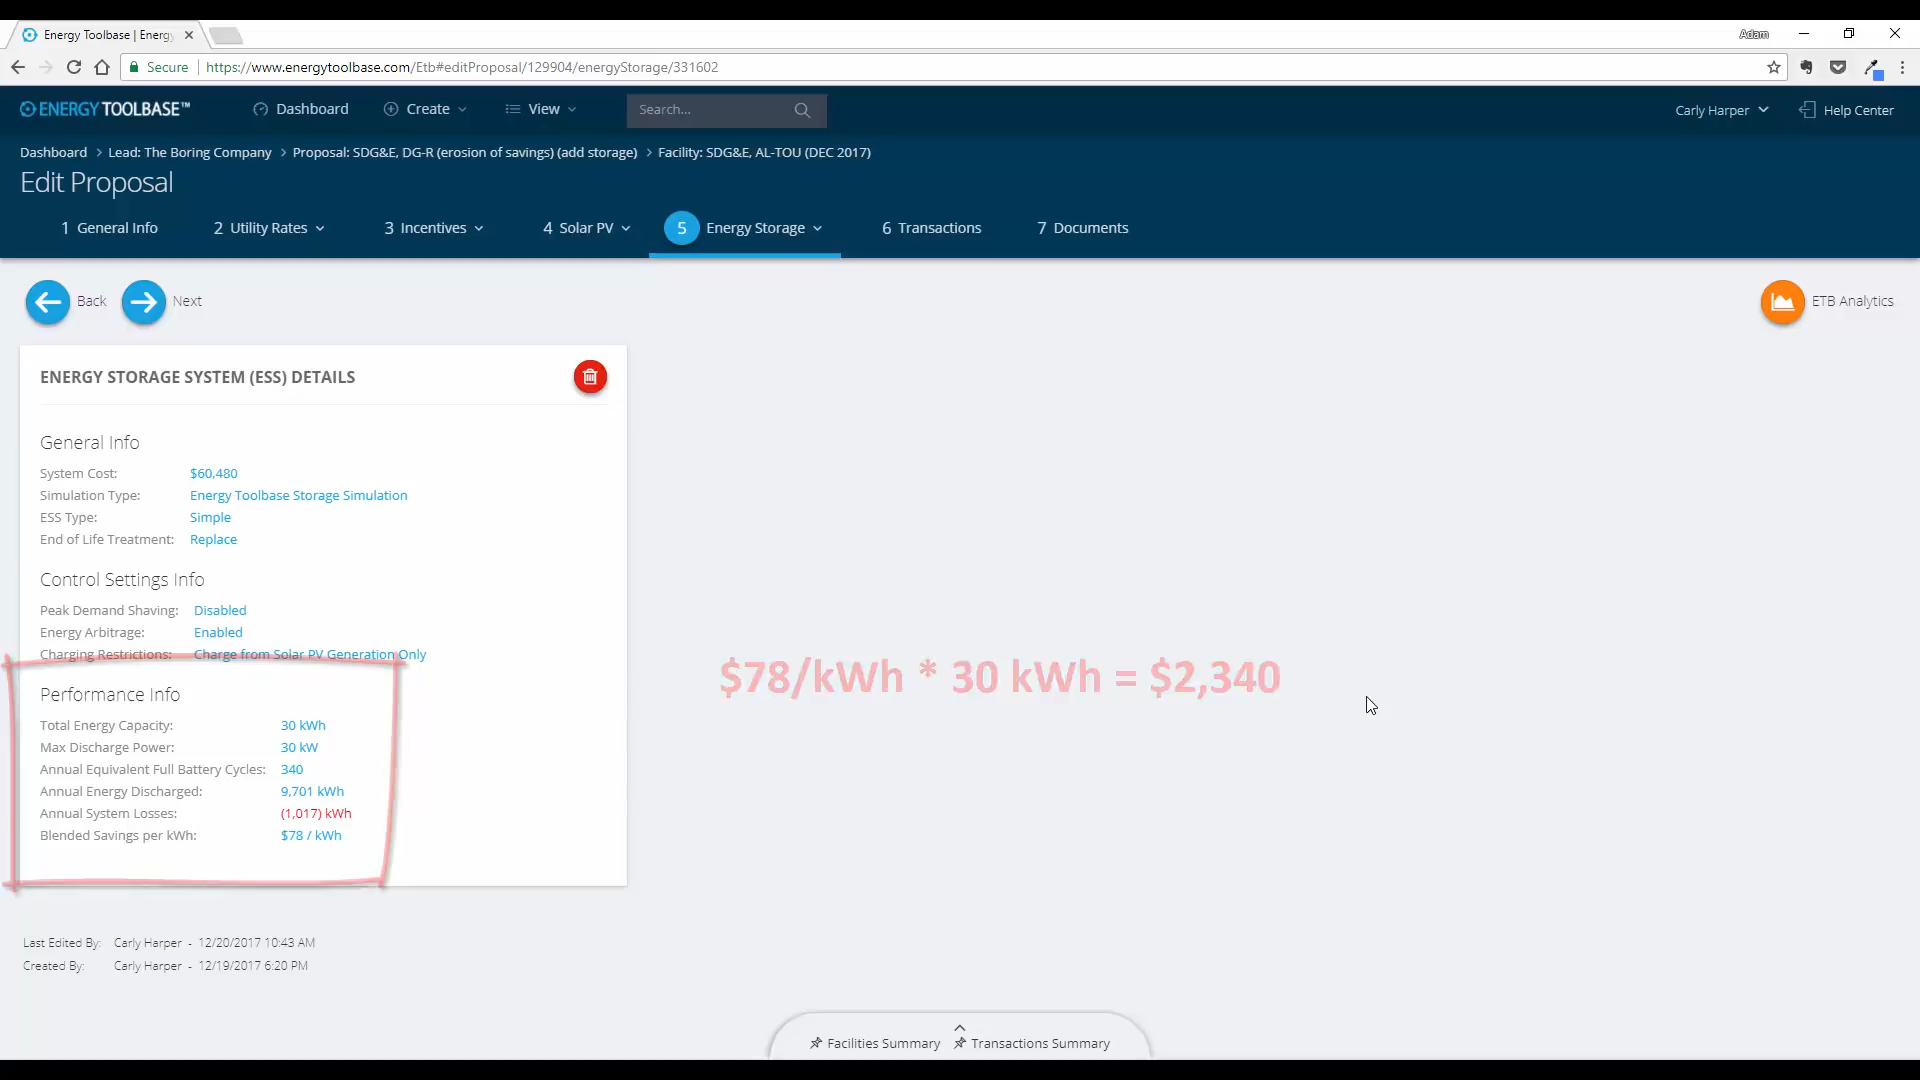 Energy Toolbase | Energ
Adam
Secure
https://www.energytoolbase.com/Etb#editProposal/129904/energyStorage/331602
ENERGY TOOLBASE™
Dashboard
Create
View
Search...
Carly Harper
Help Center
Dashboard > Lead: The Boring Company > Proposal: SDG&E, DG-R (erosion of savings) (add storage) > Facility: SDG&E, AL-TOU (DEC 2017)
Edit Proposal
1 General Info
2 Utility Rates
3 Incentives
4 Solar PV
5 Energy Storage
6 Transactions
7 Documents
Back
Next
ETB Analytics
ENERGY STORAGE SYSTEM (ESS) DETAILS
General Info
System Cost: $60,480
Simulation Type: Energy Toolbase Storage Simulation
ESS Type: Simple
End of Life Treatment: Replace
Control Settings Info
Peak Demand Shaving: Disabled
Energy Arbitrage: Enabled
Charging Restrictions: Charge from Solar PV Generation Only
$78/kWh * 30 kWh = $2,340
Performance Info
Total Energy Capacity: 30 kWh
Max Discharge Power: 30 kW
Annual Equivalent Full Battery Cycles: 340
Annual Energy Discharged: 9,701 kWh
Annual System Losses: (1,017) kWh
Blended Savings per kWh: $78 / kWh
Last Edited By: Carly Harper - 12/20/2017 10:43 AM
Created By: Carly Harper - 12/19/2017 6:20 PM
Facilities Summary
Transactions Summary